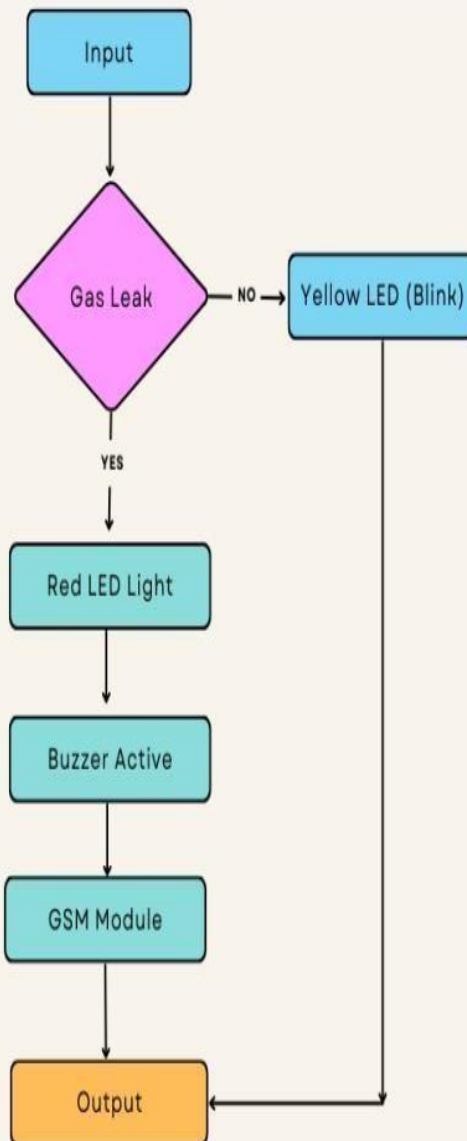 Input
Gas Leak
NO
Yellow LED (Blink)
YES
Red LED Light
Buzzer Active
GSM Module
Output